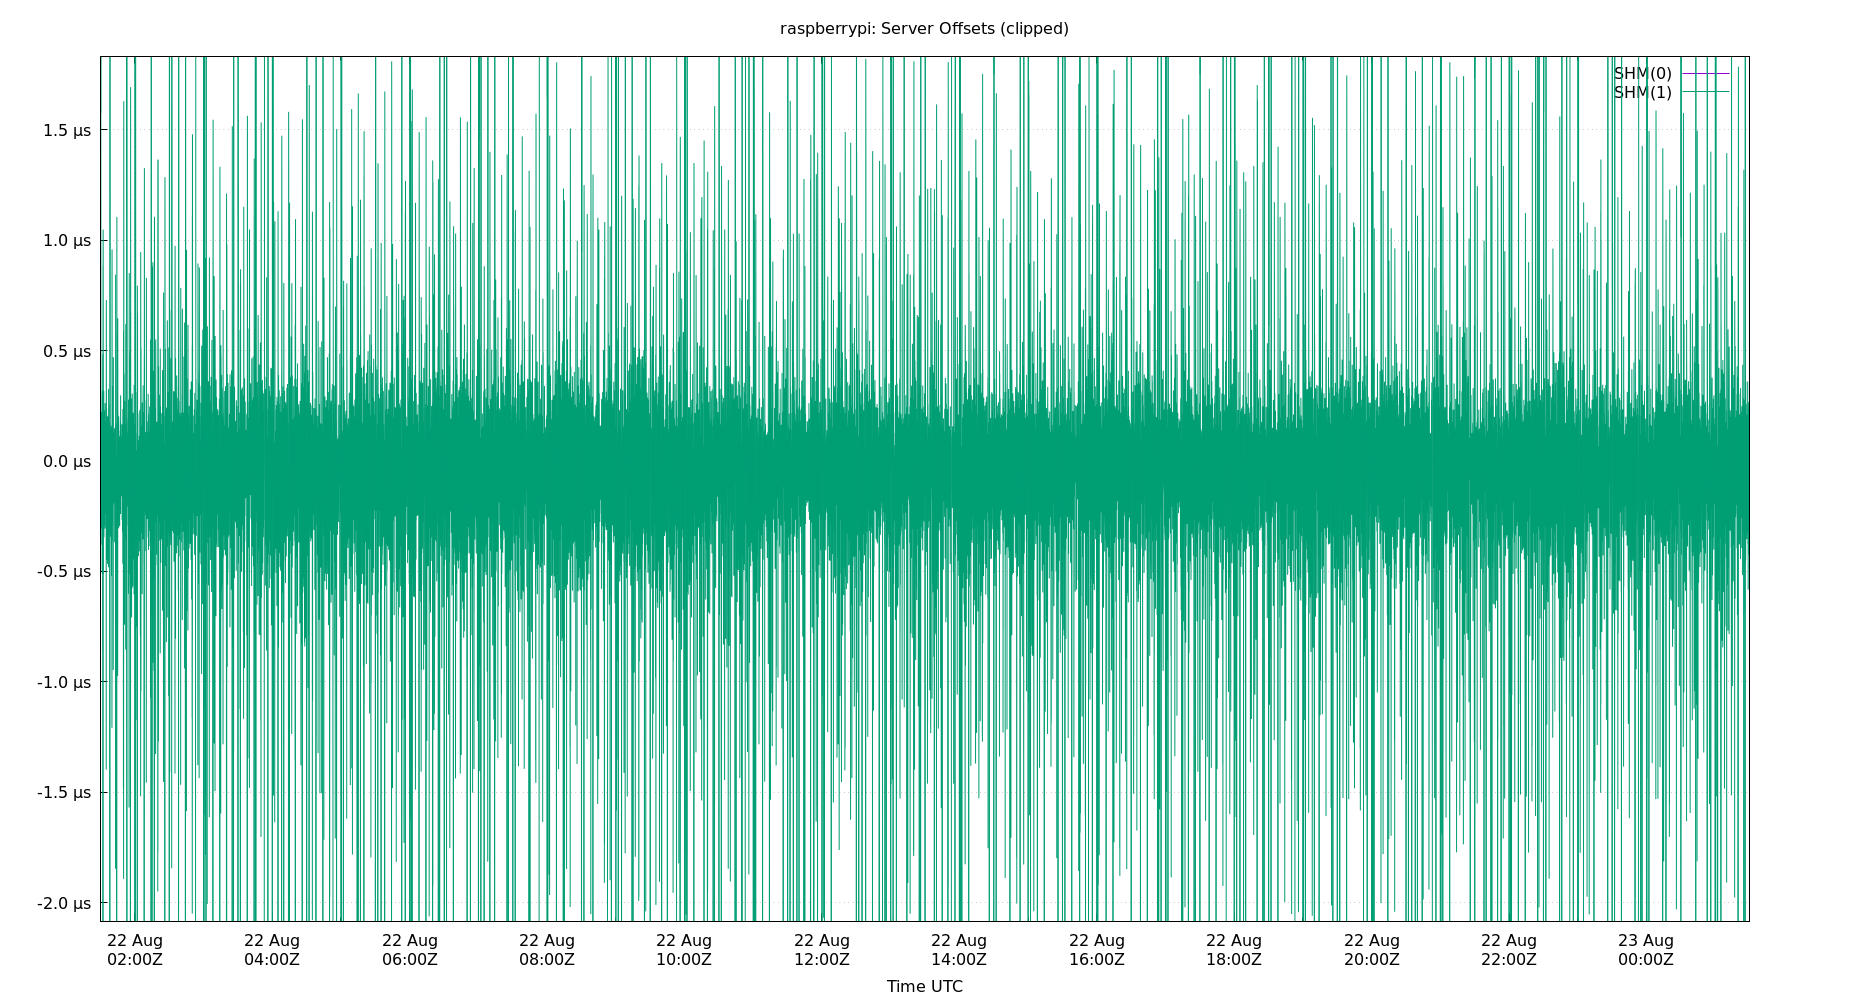 raspberrypi: Server Offsets (clipped)
SHM(0)
SHM(1)
1.5 µs
1.0 µs
0.5 µs
0.0 µs
-0.5 µs
-1.0 µs
-1.5 µs
-2.0 µs
22 Aug 22 Aug 22 Aug 22 Aug 22 Aug 22 Aug 22 Aug 22 Aug 22 Aug 22 Aug 22 Aug 23 Aug
02:00Z 04:00Z 06:00Z 08:00Z 10:00Z 12:00Z 14:00Z 16:00Z 18:00Z 20:00Z 22:00Z 00:00Z
Time UTC